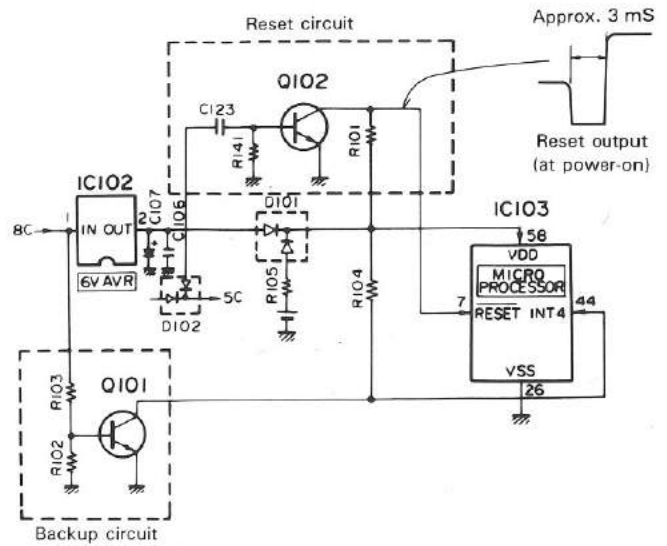 Reset circuit
Approx. 3 mS
Q102
C123
R141
R101
Reset output
(at power-on)
IC102
C107
C106
D101
IC103
8C
1
IN OUT
2
58
VDD
MICRO
PROCESSOR
6V AVR
R105
R104
7
RESET INT4
44
5C
D102
VSS
26
Q101
R103
R102
Backup circuit